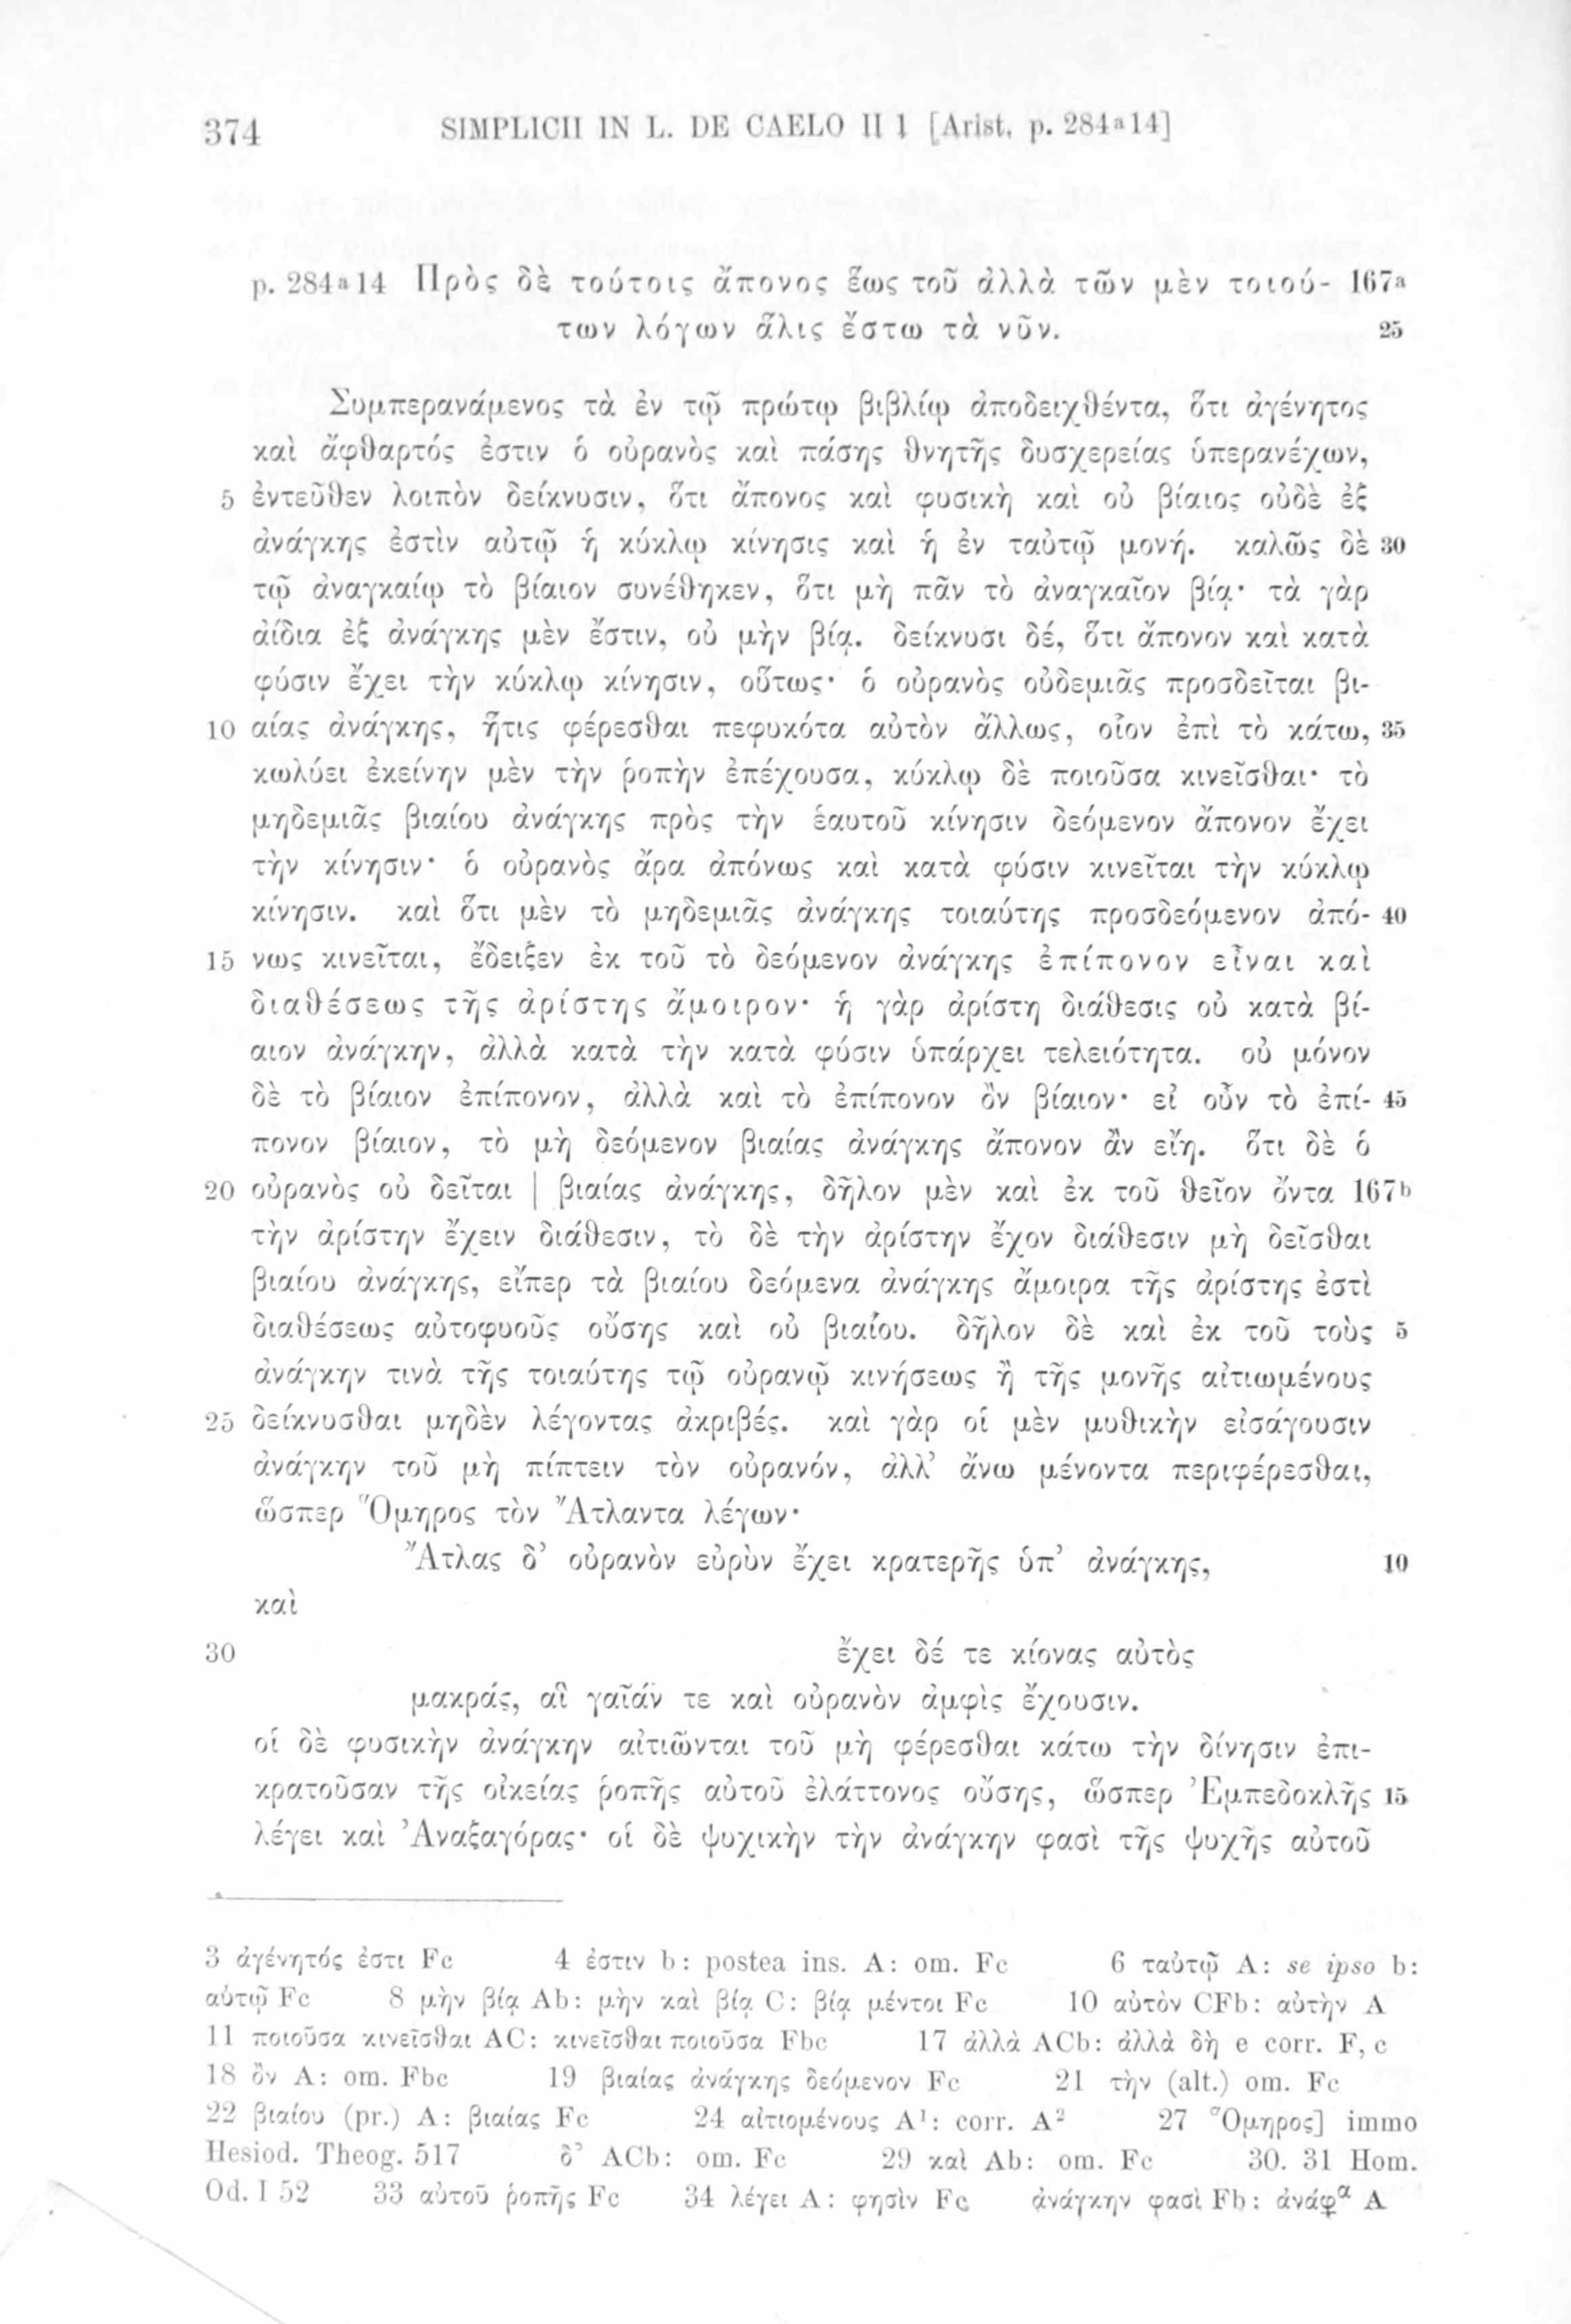 374 SIMPLICII IN L. DE CAELO II 1 [Arist. p. 284a14]
p. 284a14 Πρὸς δὲ τούτοις ἄπονος ἕως τοῦ ἀλλὰ τῶν μὲν τοιού- 167a
των λόγων ἅλις ἔστω τὰ νῦν. 25
Συμπερανάμενος τὰ ἐν τῷ πρώτῳ βιβλίῳ ἀποδειχθέντα, ὅτι ἀγένητος
καὶ ἄφθαρτός ἐστιν ὁ οὐρανὸς καὶ πάσης θνητῆς δυσχερείας ὑπερανέχων,
5 ἐντεῦθεν λοιπὸν δείκνυσιν, ὅτι ἄπονος καὶ φυσικὴ καὶ οὐ βίαιος οὐδὲ ἐξ
ἀνάγκης ἐστὶν αὐτῷ ἡ κύκλῳ κίνησις καὶ ἡ ἐν ταὐτῷ μονή. καλῶς δὲ 30
τῷ ἀναγκαίῳ τὸ βίαιον συνέθηκεν, ὅτι μὴ πᾶν τὸ ἀναγκαῖον βίᾳ· τὰ γὰρ
ἀίδια ἐξ ἀνάγκης μὲν ἔστιν, οὐ μὴν βίᾳ. δείκνυσι δέ, ὅτι ἄπονον καὶ κατὰ
φύσιν ἔχει τὴν κύκλῳ κίνησιν, οὕτως· ὁ οὐρανὸς οὐδεμιᾶς προσδεῖται βι-
10 αίας ἀνάγκης, ἥτις φέρεσθαι πεφυκότα αὐτὸν ἄλλως, οἷον ἐπὶ τὸ κάτω, 35
κωλύει ἐκείνην μὲν τὴν ῥοπὴν ἐπέχουσα, κύκλῳ δὲ ποιοῦσα κινεῖσθαι· τὸ
μηδεμιᾶς βιαίου ἀνάγκης πρὸς τὴν ἑαυτοῦ κίνησιν δεόμενον ἄπονον ἔχει
τὴν κίνησιν· ὁ οὐρανὸς ἄρα ἀπόνως καὶ κατὰ φύσιν κινεῖται τὴν κύκλῳ
κίνησιν. καὶ ὅτι μὲν τὸ μηδεμιᾶς ἀνάγκης τοιαύτης προσδεόμενον ἀπό- 40
15 νως κινεῖται, ἔδειξεν ἐκ τοῦ τὸ δεόμενον ἀνάγκης ἐπίπονον εἶναι καὶ
διαθέσεως τῆς ἀρίστης ἄμοιρον· ἡ γὰρ ἀρίστη διάθεσις οὐ κατὰ βί-
αιον ἀνάγκην, ἀλλὰ κατὰ τὴν κατὰ φύσιν ὑπάρχει τελειότητα. οὐ μόνον
δὲ τὸ βίαιον ἐπίπονον, ἀλλὰ καὶ τὸ ἐπίπονον ὂν βίαιον· εἰ οὖν τὸ ἐπί- 45
πονον βίαιον, τὸ μὴ δεόμενον βιαίας ἀνάγκης ἄπονον ἂν εἴη. ὅτι δὲ ὁ
20 οὐρανὸς οὐ δεῖται | βιαίας ἀνάγκης, δῆλον μὲν καὶ ἐκ τοῦ θεῖον ὄντα 167b
τὴν ἀρίστην ἔχειν διάθεσιν, τὸ δὲ τὴν ἀρίστην ἔχον διάθεσιν μὴ δεῖσθαι
βιαίου ἀνάγκης, εἴπερ τὰ βιαίου δεόμενα ἀνάγκης ἄμοιρα τῆς ἀρίστης ἐστὶ
διαθέσεως αὐτοφυοῦς οὔσης καὶ οὐ βιαίου. δῆλον δὲ καὶ ἐκ τοῦ τοὺς 5
ἀνάγκην τινὰ τῆς τοιαύτης τῷ οὐρανῷ κινήσεως ἢ τῆς μονῆς αἰτιωμένους
25 δείκνυσθαι μηδὲν λέγοντας ἀκριβές. καὶ γὰρ οἱ μὲν μυθικὴν εἰσάγουσιν
ἀνάγκην τοῦ μὴ πίπτειν τὸν οὐρανόν, ἀλλ’ ἄνω μένοντα περιφέρεσθαι,
ὥσπερ Ὅμηρος τὸν Ἄτλαντα λέγων·
Ἄτλας δ’ οὐρανὸν εὐρὺν ἔχει κρατερῆς ὑπ’ ἀνάγκης, 10
καὶ
30 ἔχει δέ τε κίονας αὐτὸς
μακράς, αἳ γαῖάν τε καὶ οὐρανὸν ἀμφὶς ἔχουσιν.
οἱ δὲ φυσικὴν ἀνάγκην αἰτιῶνται τοῦ μὴ φέρεσθαι κάτω τὴν δίνησιν ἐπι-
κρατοῦσαν τῆς οἰκείας ῥοπῆς αὐτοῦ ἐλάττονος οὔσης, ὥσπερ Ἐμπεδοκλῆς 15
λέγει καὶ Ἀναξαγόρας· οἱ δὲ ψυχικὴν τὴν ἀνάγκην φασὶ τῆς ψυχῆς αὐτοῦ
3 ἀγένητός ἐστι Fc 4 ἐστιν b: postea ins. A: om. Fc 6 ταὐτῷ A: se ipso b:
αὐτῷ Fc 8 μὴν βίᾳ Ab: μὴν καὶ βίᾳ C: βίᾳ μέντοι Fc 10 αὐτὸν CFb: αὐτὴν A
11 ποιοῦσα κινεῖσθαι AC: κινεῖσθαι ποιοῦσα Fbc 17 ἀλλὰ ACb: ἀλλὰ δὴ e corr. F, c
18 ὂν A: om. Fbc 19 βιαίας ἀνάγκης δεόμενον Fc 21 τὴν (alt.) om. Fc
22 βιαίου (pr.) A: βιαίας Fc 24 αἰτιομένους A¹: corr. A² 27 Ὅμηρος] immo
Hesiod. Theog. 517 δ’ ACb: om. Fc 29 καὶ Ab: om. Fc 30. 31 Hom.
Od. I 52 33 αὐτοῦ ῥοπῆς Fc 34 λέγει A: φησὶν Fc ἀνάγκην φασὶ Fb: ἀνάφα A